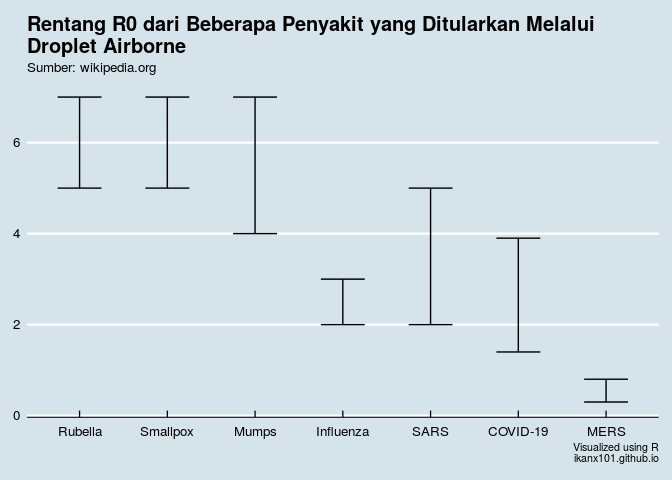 Rentang R0 dari Beberapa Penyakit yang Ditularkan Melalui
Droplet Airborne
Sumber: wikipedia.org
6
4
2
0
Rubella Smallpox Mumps Influenza SARS COVID-19 MERS
Visualized using R
ikanx101.github.io